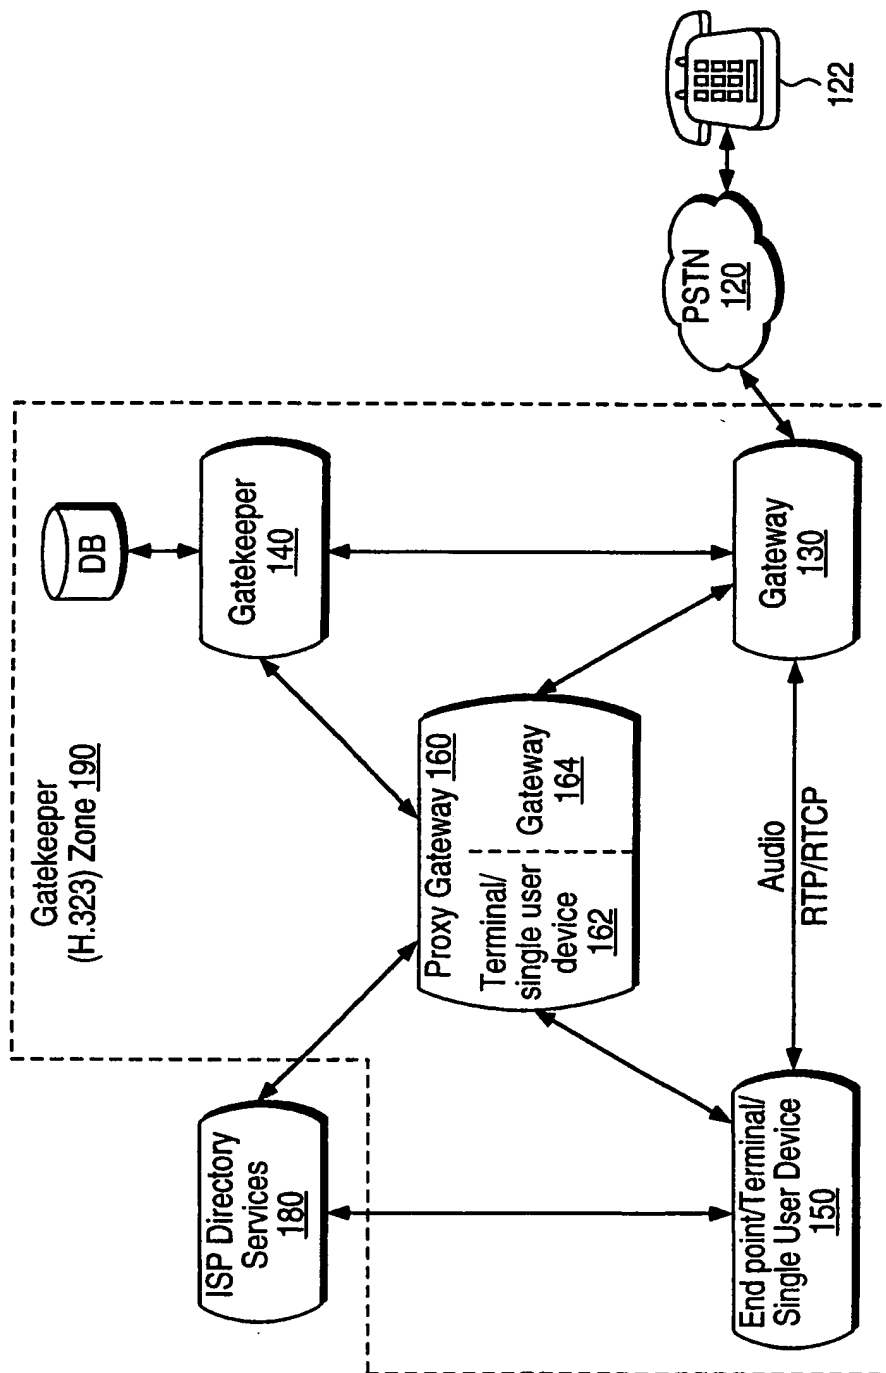 Gatekeeper
(H.323) Zone 190
DB
ISP Directory
Services
180
Gatekeeper
140
Proxy Gateway 160
Terminal/
single user
device
162
Gateway
164
End point/Terminal/
Single User Device
150
Audio
RTP/RTCP
Gateway
130
PSTN
120
122